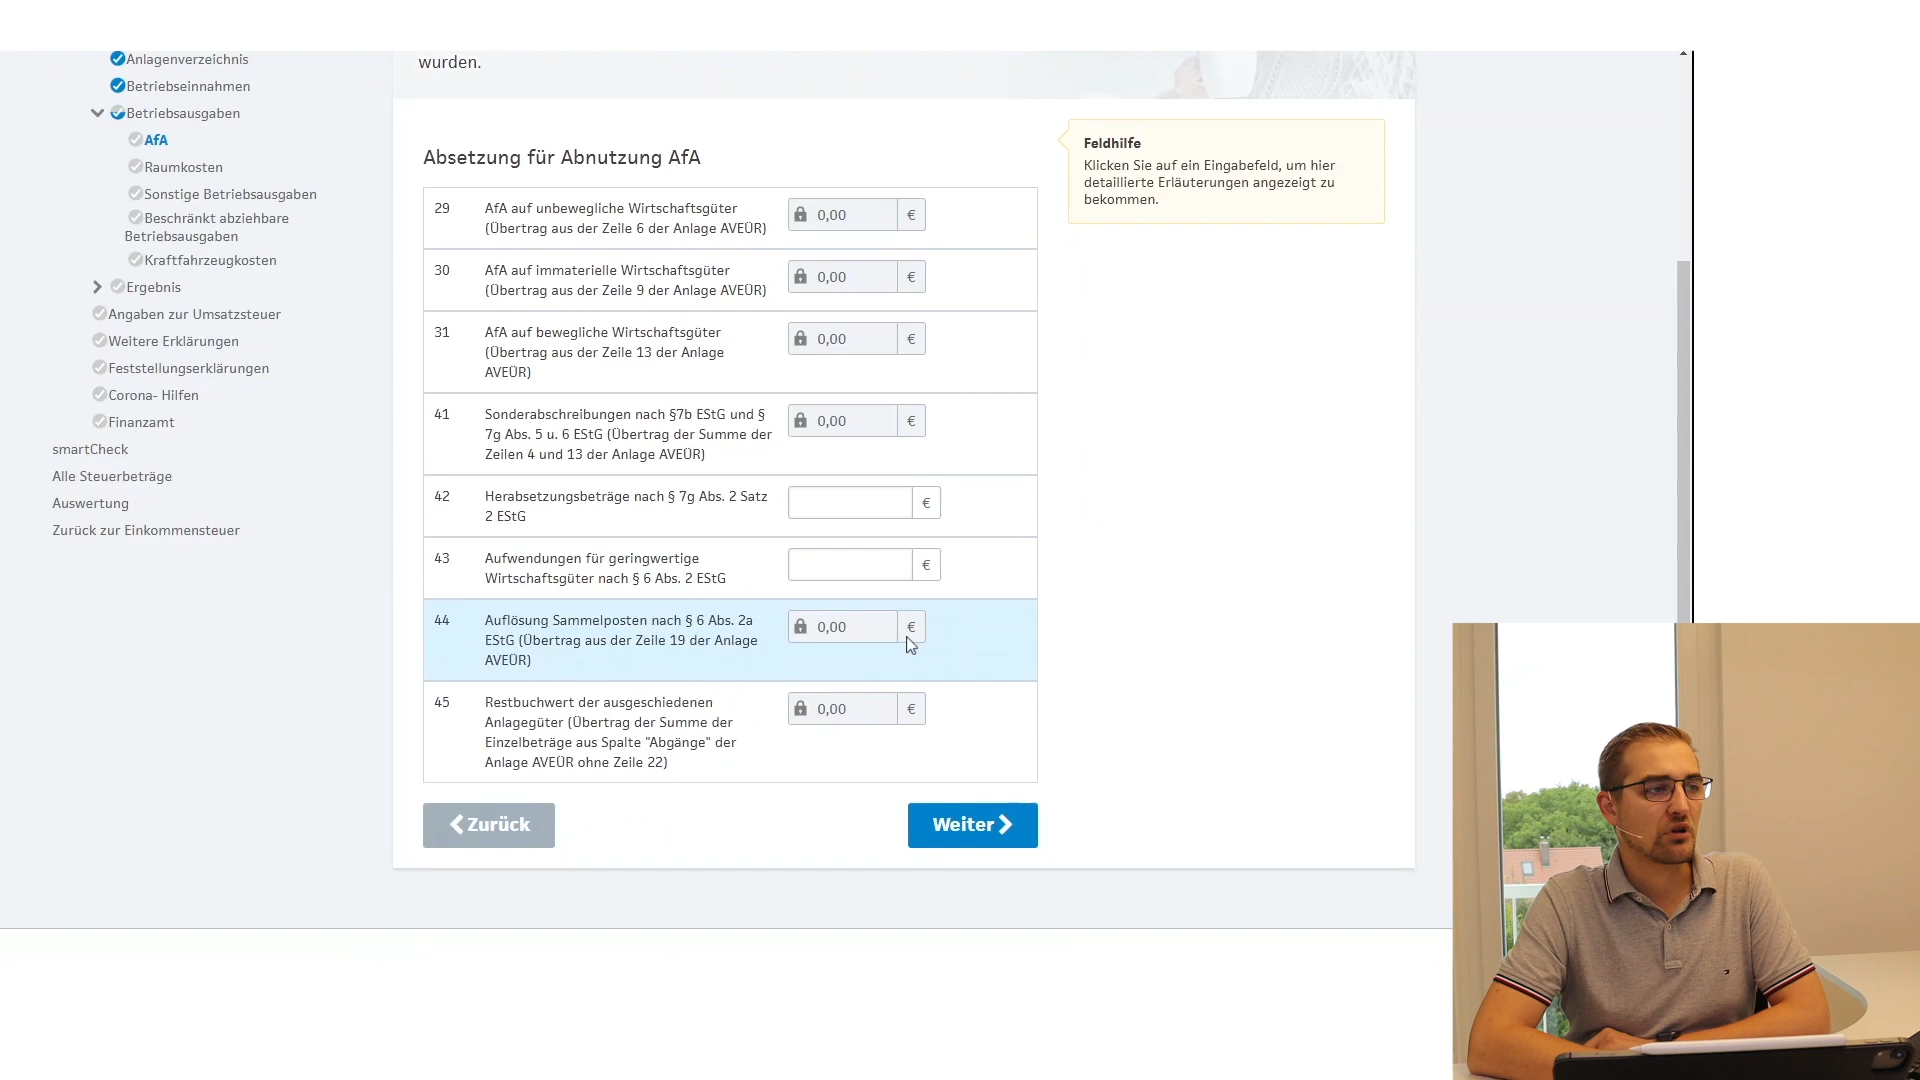 wurden.
Anlagenverzeichnis
Betriebseinnahmen
Betriebsausgaben
AfA
Raumkosten
Sonstige Betriebsausgaben
Beschränkt abziehbare
Betriebsausgaben
Kraftfahrzeugkosten
Ergebnis
Angaben zur Umsatzsteuer
Weitere Erklärungen
Feststellungserklärungen
Corona- Hilfen
Finanzamt
smartCheck
Alle Steuerbeträge
Auswertung
Zurück zur Einkommensteuer
Absetzung für Abnutzung AfA
29 AfA auf unbewegliche Wirtschaftsgüter 0,00 €
(Übertrag aus der Zeile 6 der Anlage AVEÜR)
30 AfA auf immaterielle Wirtschaftsgüter 0,00 €
(Übertrag aus der Zeile 9 der Anlage AVEÜR)
31 AfA auf bewegliche Wirtschaftsgüter 0,00 €
(Übertrag aus der Zeile 13 der Anlage
AVEÜR)
41 Sonderabschreibungen nach §7b EStG und § 0,00 €
7g Abs. 5 u. 6 EStG (Übertrag der Summe der
Zeilen 4 und 13 der Anlage AVEÜR)
42 Herabsetzungsbeträge nach § 7g Abs. 2 Satz €
2 EStG
43 Aufwendungen für geringwertige €
Wirtschaftsgüter nach § 6 Abs. 2 EStG
44 Auflösung Sammelposten nach § 6 Abs. 2a 0,00 €
EStG (Übertrag aus der Zeile 19 der Anlage
AVEÜR)
45 Restbuchwert der ausgeschiedenen 0,00 €
Anlagegüter (Übertrag der Summe der
Einzelbeträge aus Spalte "Abgänge" der
Anlage AVEÜR ohne Zeile 22)
Zurück
Weiter
Feldhilfe
Klicken Sie auf ein Eingabefeld, um hier
detaillierte Erläuterungen angezeigt zu
bekommen.